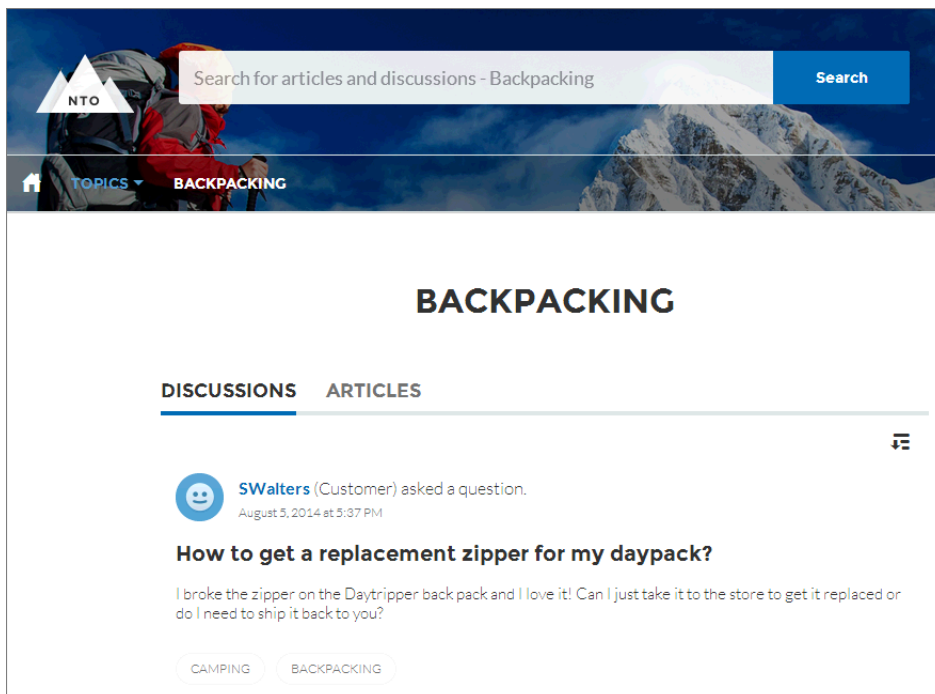 Search for articles and discussions - Backpacking
Search
NTO
TOPICS
BACKPACKING
BACKPACKING
DISCUSSIONS
ARTICLES
SWalters (Customer) asked a question.
August 5, 2014 at 5:37 PM
How to get a replacement zipper for my daypack?
I broke the zipper on the Daytripper back pack and I love it! Can I just take it to the store to get it replaced or
do I need to ship it back to you?
CAMPING
BACKPACKING